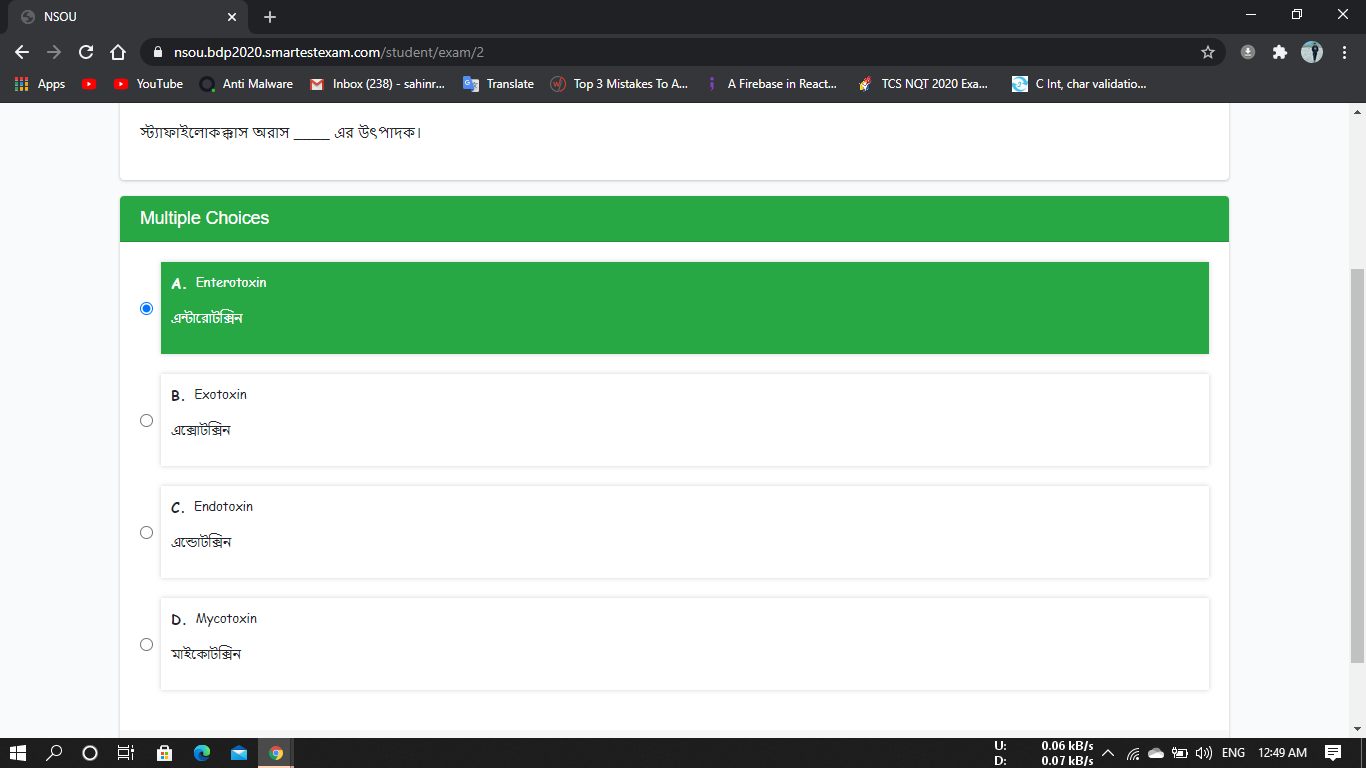 NSOU
nsou.bdp2020.smartestexam.com/student/exam/2
Apps YouTube Anti Malware Inbox (238) - sahinr... Translate Top 3 Mistakes To A... A Firebase in React... TCS NQT 2020 Exa... C Int, char validatio...
স্ট্যাফাইলোকক্কাস অরাস _____ এর উৎপাদক।
Multiple Choices
A. Enterotoxin
এন্টারোটক্সিন
B. Exotoxin
এক্সোটক্সিন
C. Endotoxin
এন্ডোটক্সিন
D. Mycotoxin
মাইকোটক্সিন
U: 0.06 kB/s
D: 0.07 kB/s
ENG 12:49 AM